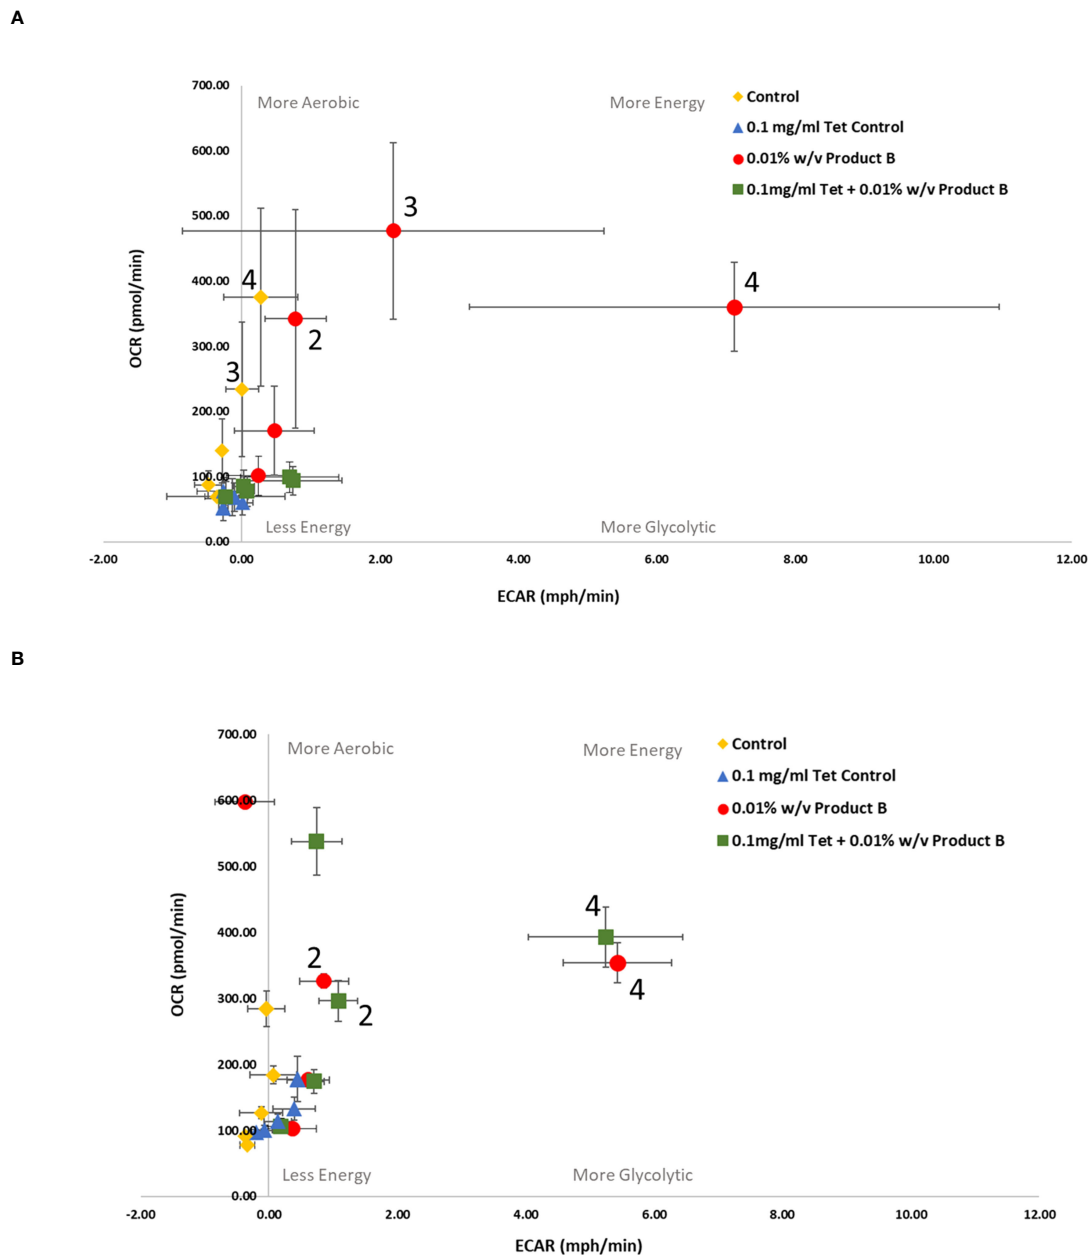 A
700.00
More Aerobic
More Energy
Control
0.1 mg/ml Tet Control
600.00
0.01% w/v Product B
0.1mg/ml Tet + 0.01% w/v Product B
3
500.00
4
4
400.00
OCR (pmol/min)
2
300.00
3
200.00
100.00
Less Energy
More Glycolytic
0.00
-2.00 0.00 2.00 4.00 6.00 8.00 10.00 12.00
ECAR (mph/min)
B
700.00
More Aerobic
More Energy
Control
0.1 mg/ml Tet Control
600.00
0.01% w/v Product B
0.1mg/ml Tet + 0.01% w/v Product B
500.00
4
400.00
OCR (pmol/min)
2
4
300.00
2
200.00
100.00
Less Energy
More Glycolytic
0.00
-2.00 0.00 2.00 4.00 6.00 8.00 10.00 12.00
ECAR (mph/min)